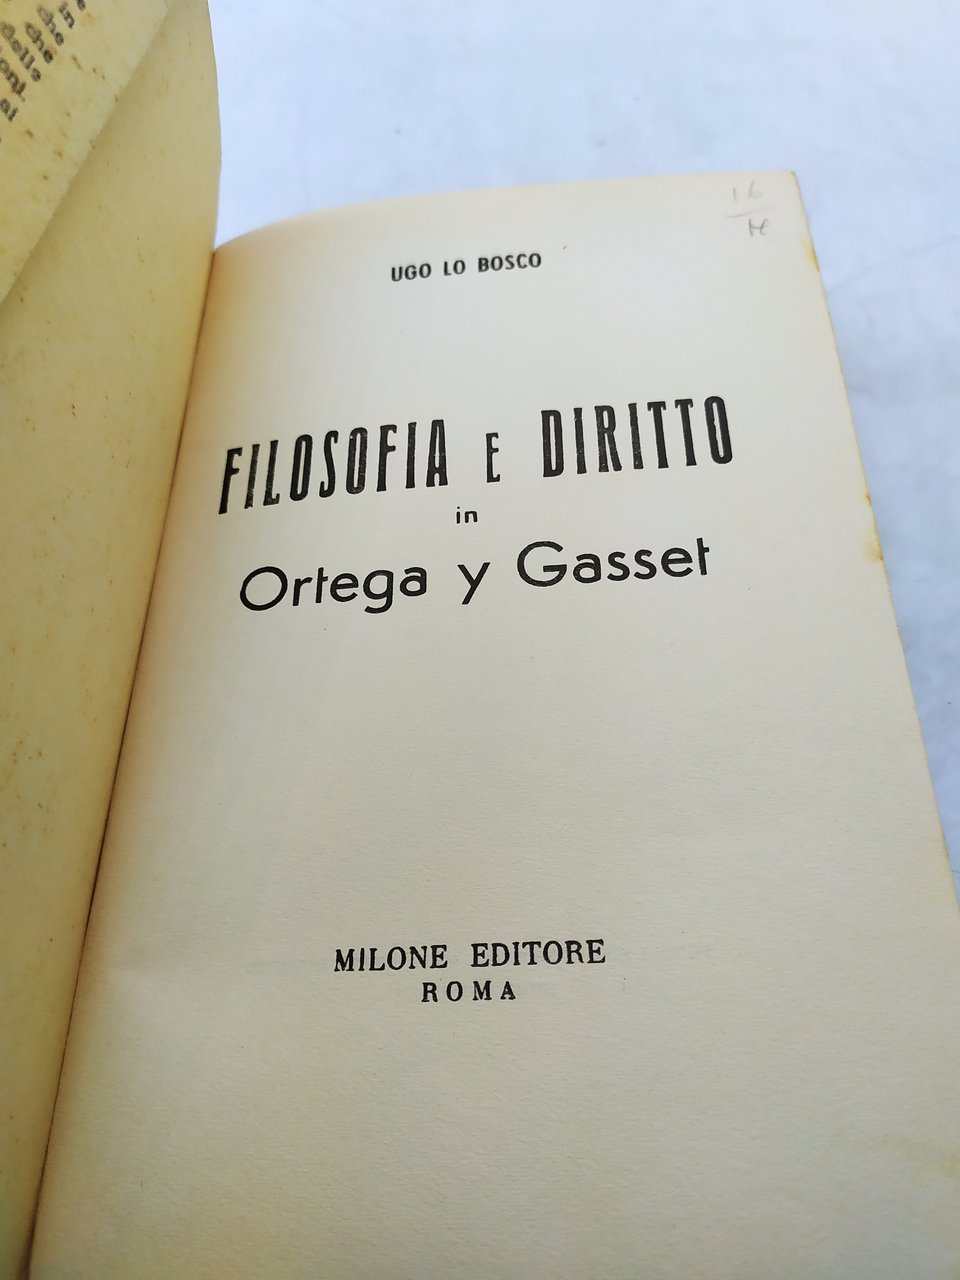 UGO LO BOSCO
FILOSOFIA E DIRITTO
in
Ortega y Gasset
MILONE EDITORE
ROMA